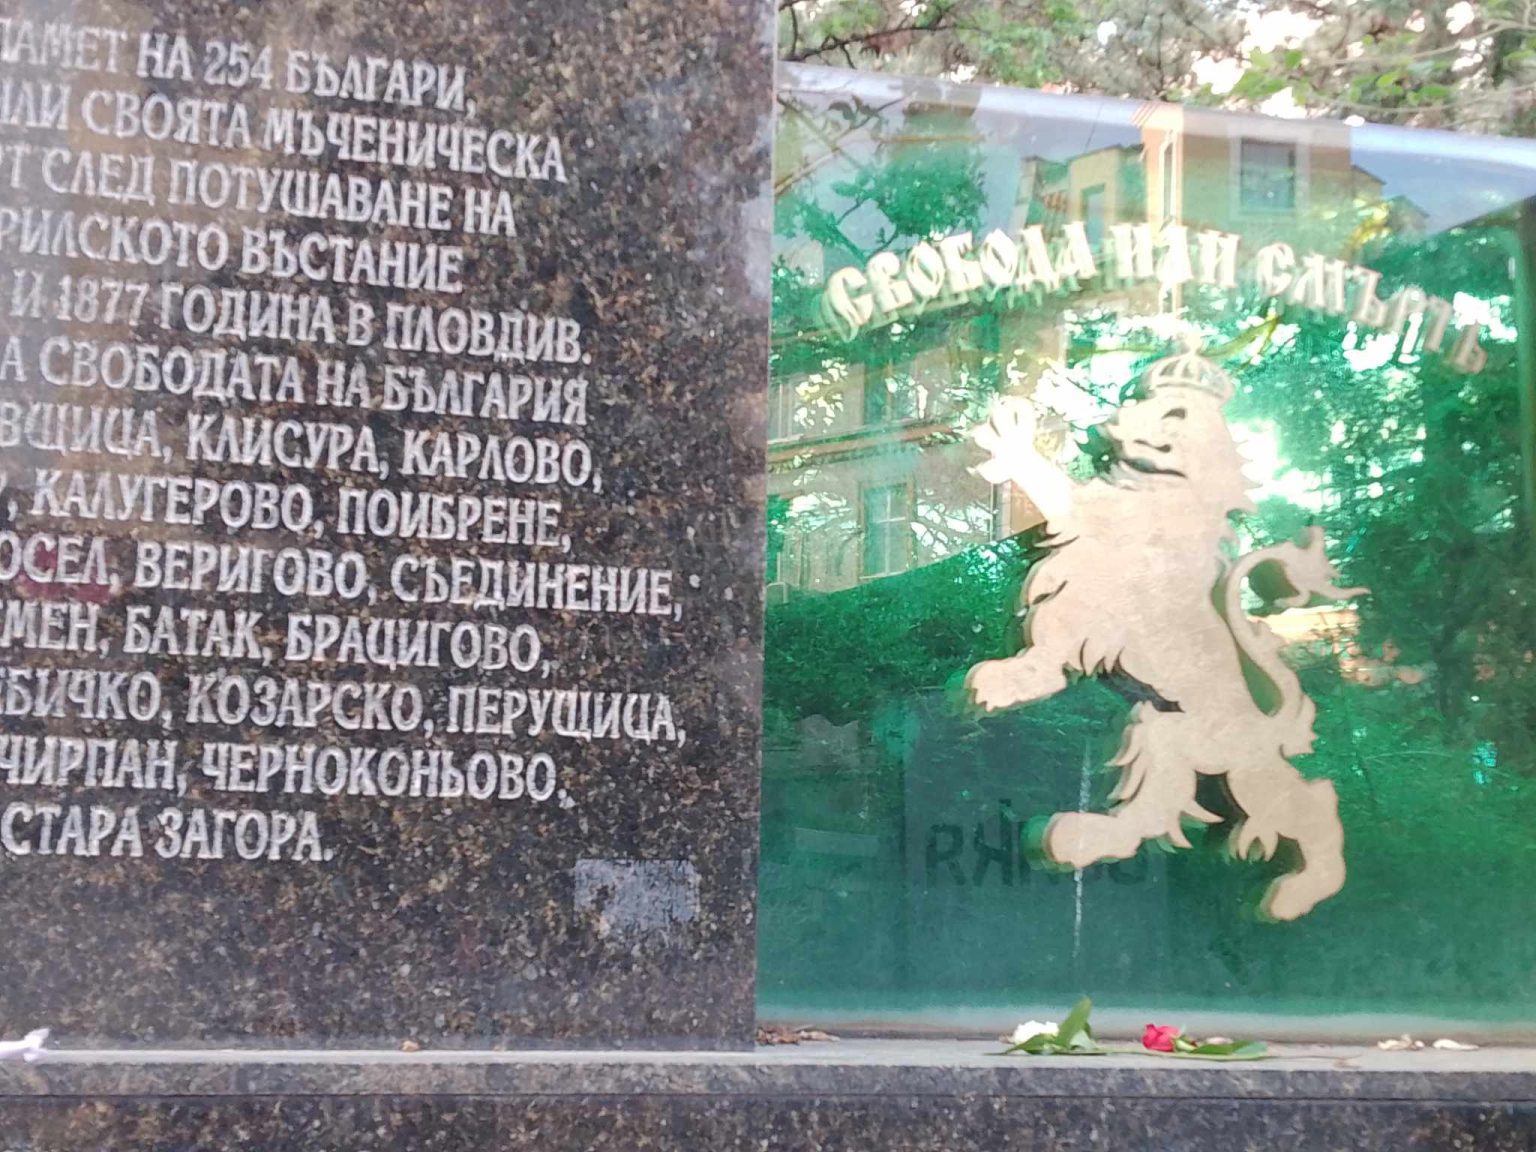 ПАМЕТ НА 254 БЪЛГАРИ,
СВОЯТА МЪЧЕНИЧЕСКА
СЛЕД ПОТУШАВАНЕ НА
РИЛСКОТО ВЪСТАНИЕ
И 1877 ГОДИНА В ПЛОВДИВ.
А СВОБОДАТА НА БЪЛГАРИЯ
ВЩИЦА, КЛИСУРА, КАРЛОВО,
КАЛУГЕРОВО, ПОИБРЕНЕ,
ОСЕЛ, ВЕРИГОВО, СЪЕДИНЕНИЕ,
МЕН, БАТАК, БРАЦИГОВО,
БИЧКО, КОЗАРСКО, ПЕРУЩИЦА,
ЧИРПАН, ЧЕРНОКОНЬОВО,
СТАРА ЗАГОРА.
СВОБОДА ИЛИ СМЪРТЬ